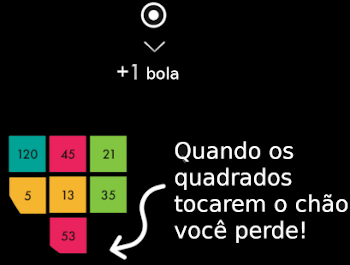 +1 bola
120 45 21
5 13 35
53
Quando os
quadrados
tocarem o chão
você perde!